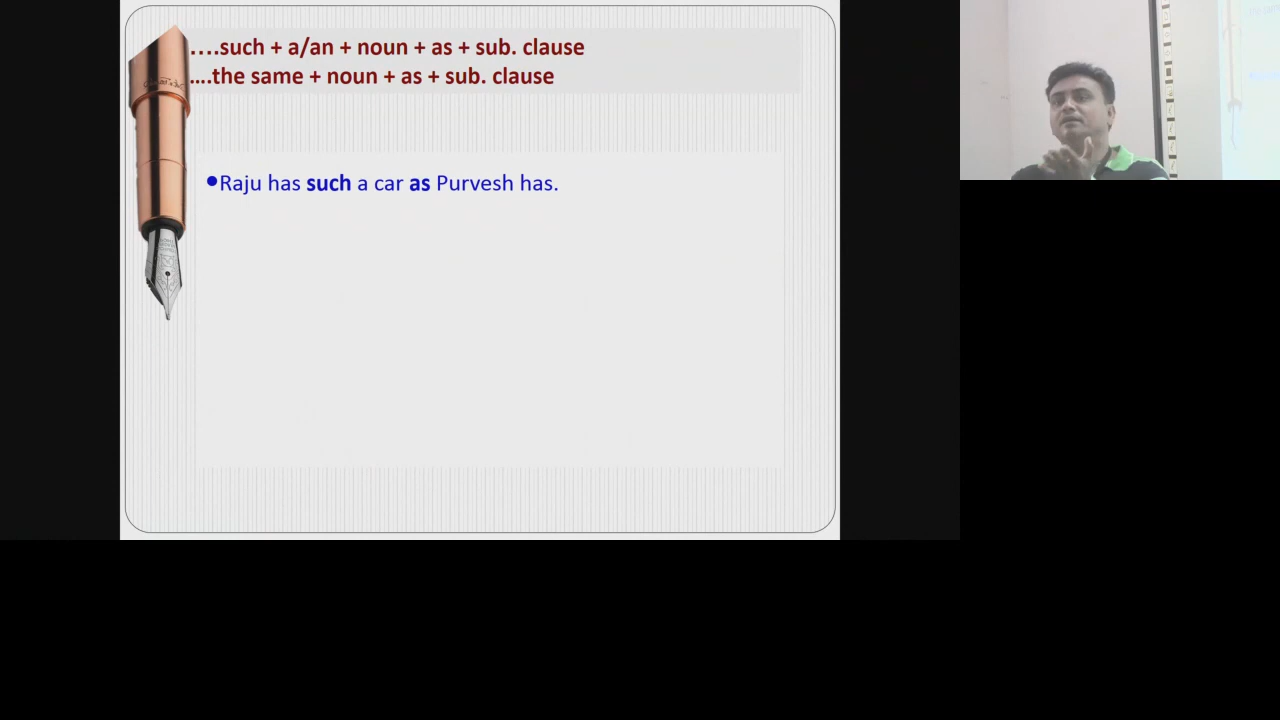 ....such + a/an + noun + as + sub. clause
....the same + noun + as + sub. clause
•Raju has such a car as Purvesh has.